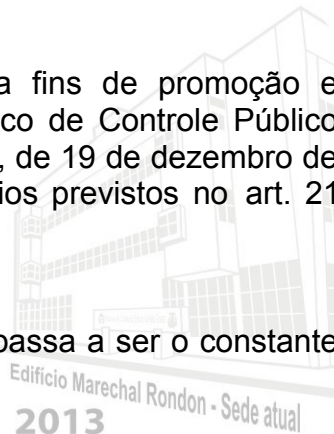 a fins de promoção e
co de Controle Público
, de 19 de dezembro de
ios previstos no art. 21
passa a ser o constante
Edifício Marechal Rondon - Sede atual
2013